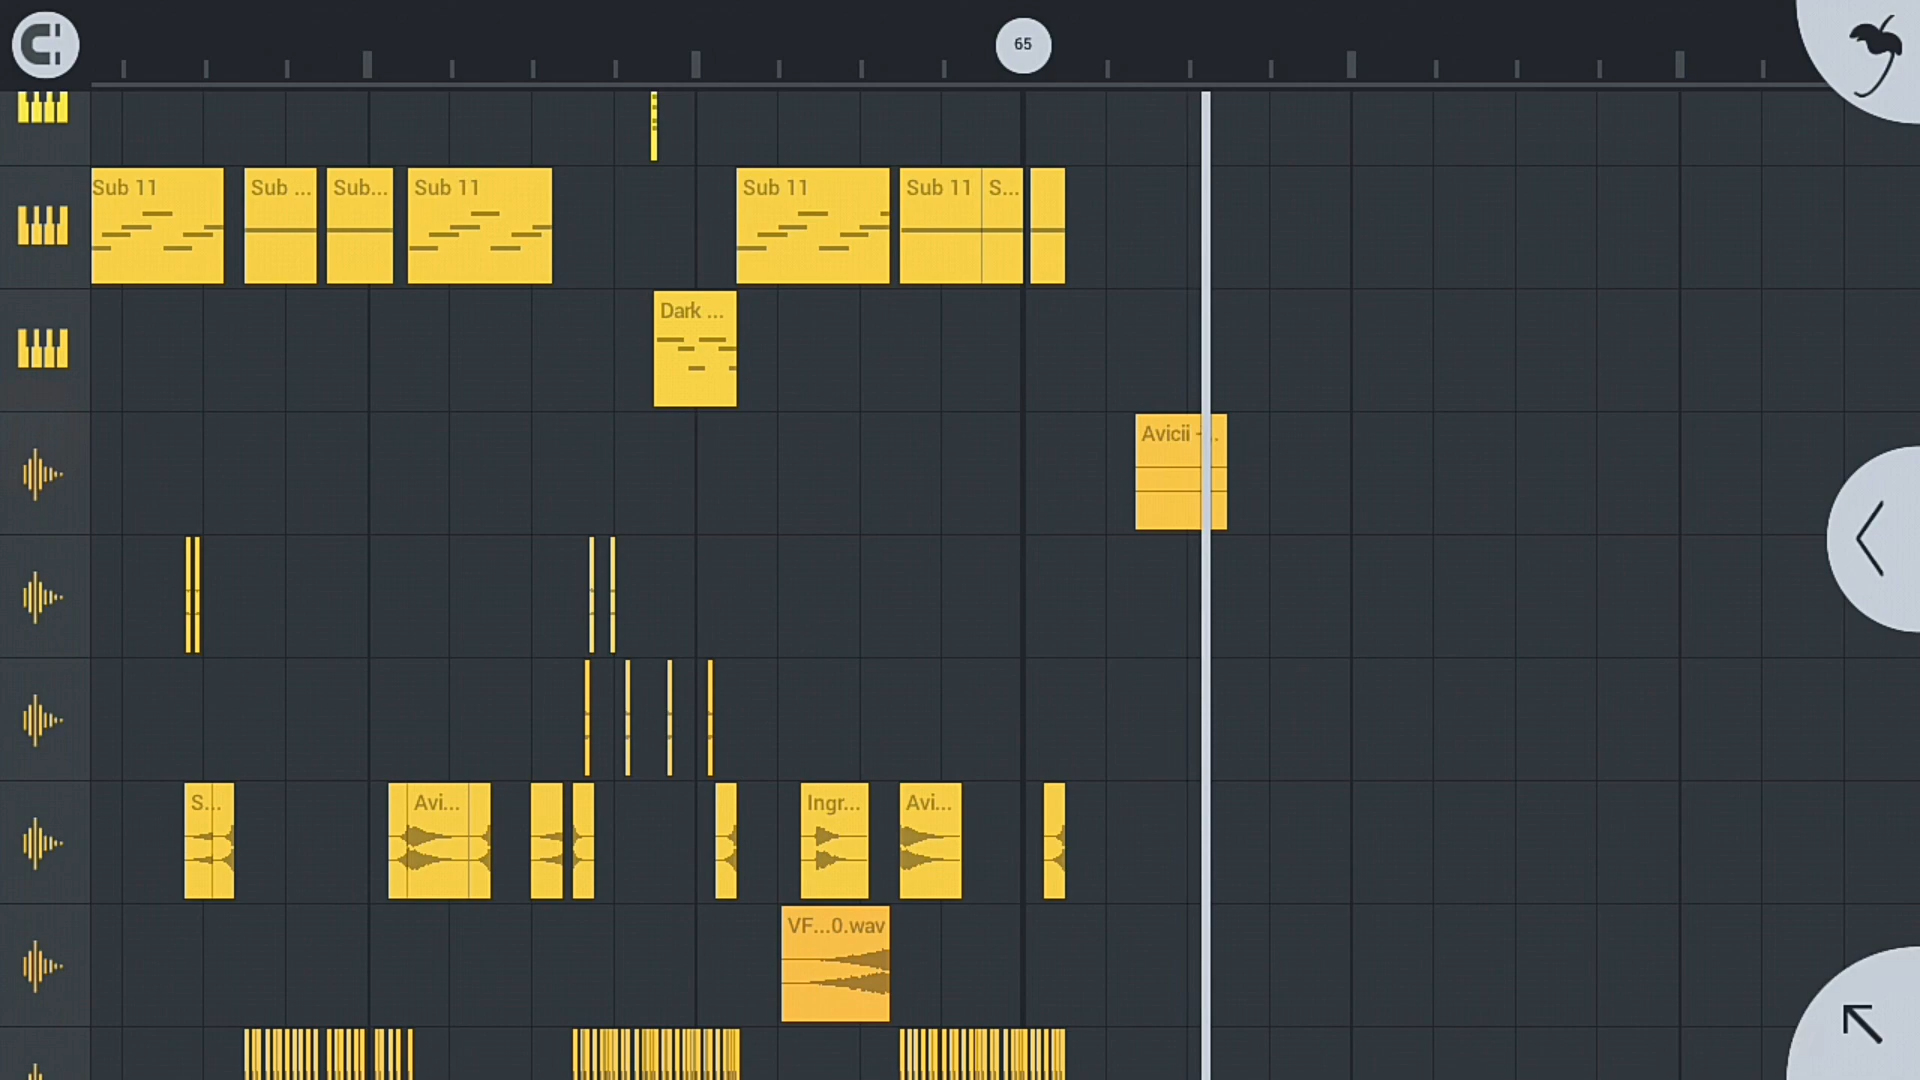 65
Sub 11
Sub ...
Sub...
Sub 11
Sub 11
Sub 11
S...
Dark ...
Avicii -..
S...
Avi...
Ingr...
Avi...
VF...0.wav